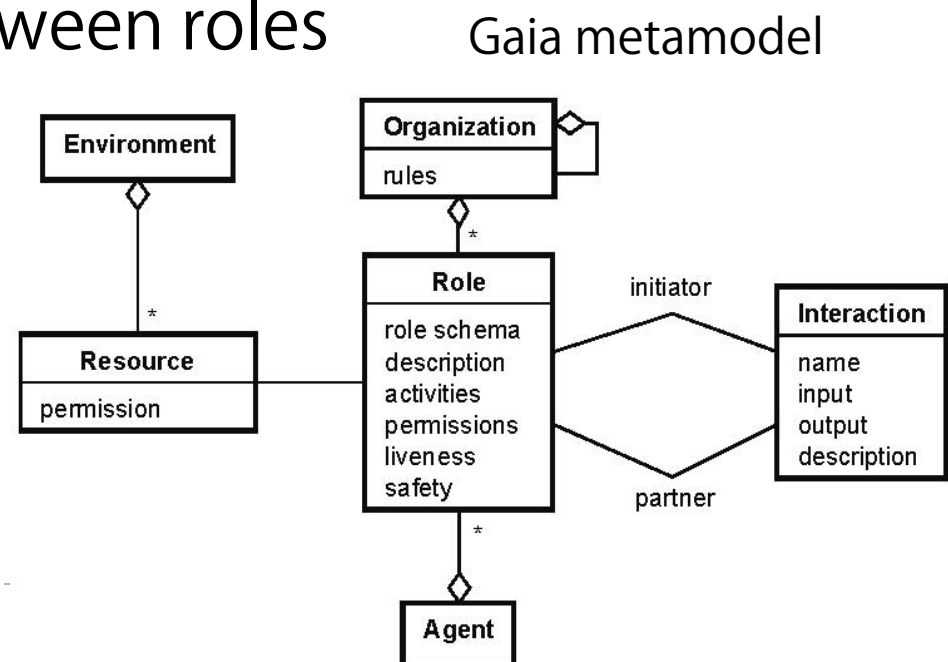 ween roles
Gaia metamodel
Environment
Organization
rules
*
*
Role
role schema
description
activities
permissions
liveness
safety
initiator
Interaction
name
input
output
description
Resource
permission
partner
*
Agent